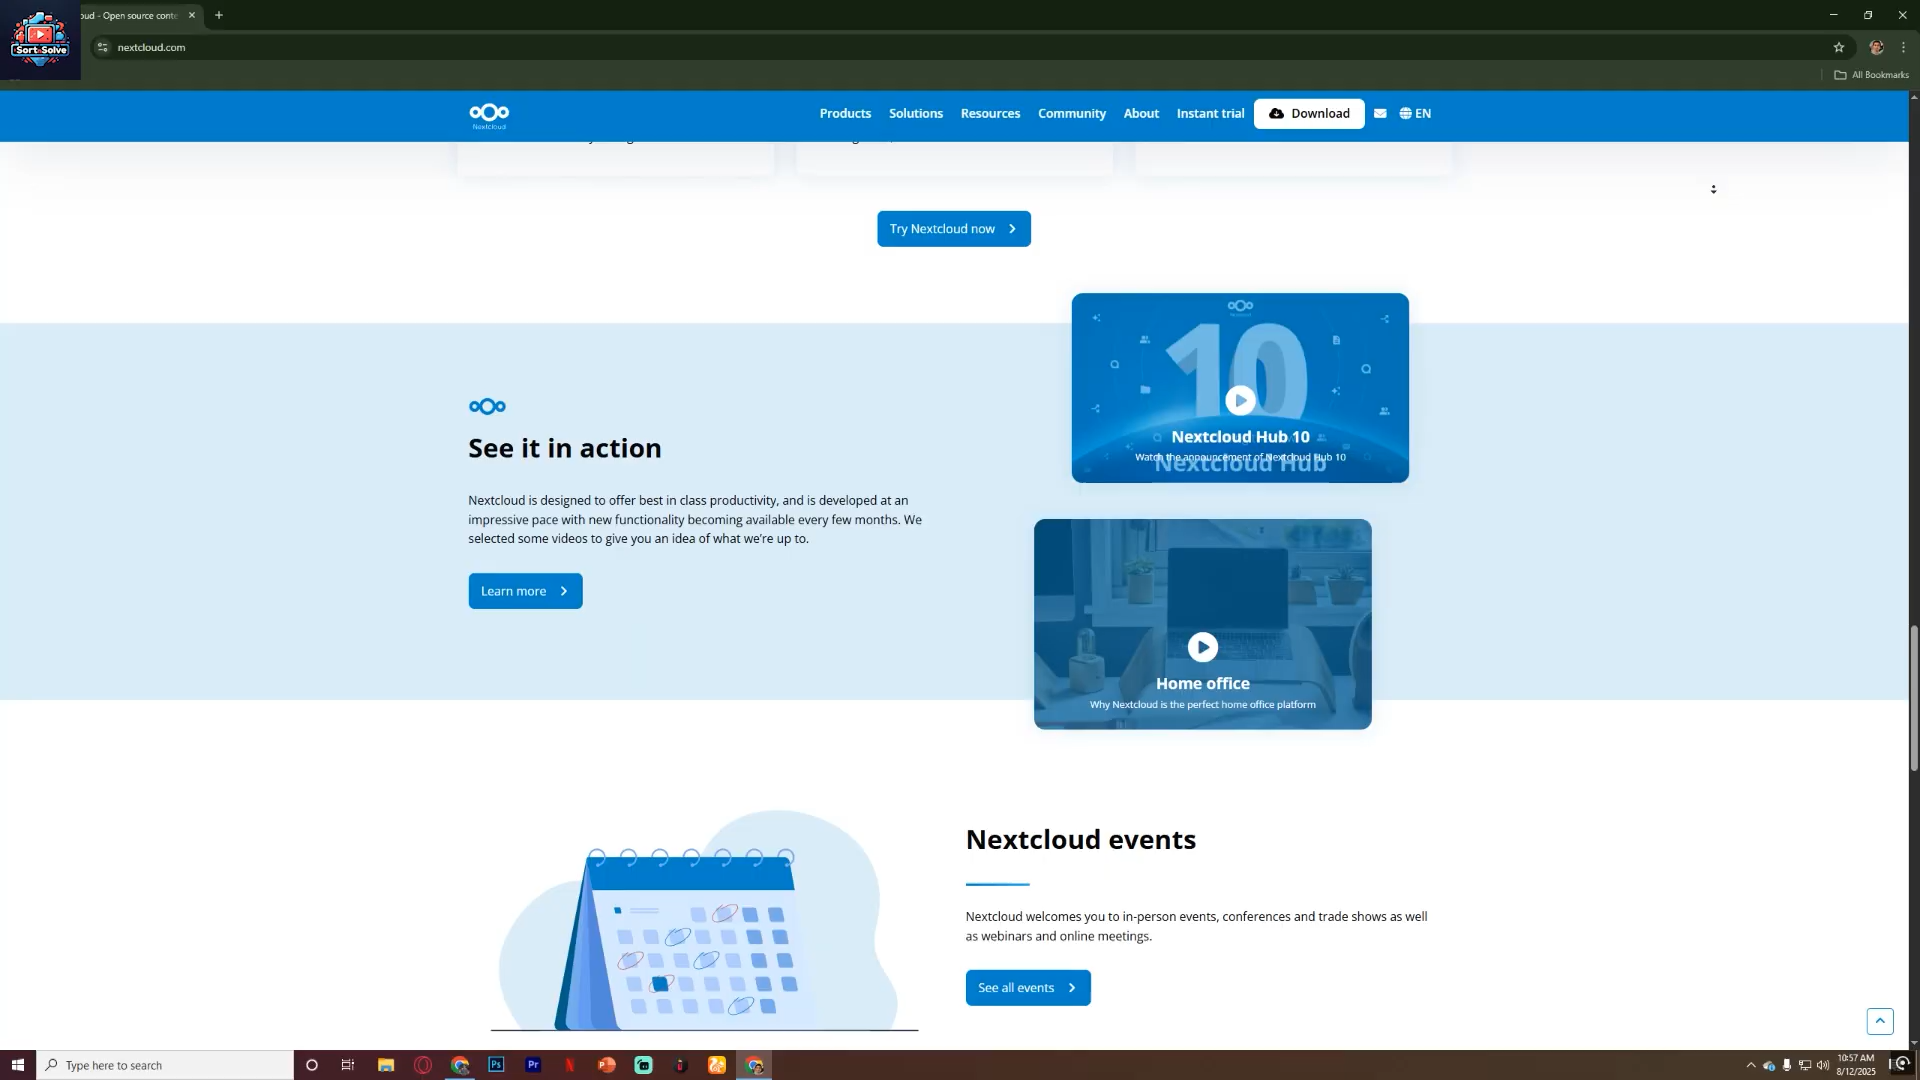 oud - Open source conte
Sort n Solve
nextcloud.com
All Bookmarks
Nextcloud
Products
Solutions
Resources
Community
About
Instant trial
Download
EN
Try Nextcloud now
10
Nextcloud Hub 10
Watch the announcement of Nextcloud Hub 10
Nextcloud Hub
See it in action
Nextcloud is designed to offer best in class productivity, and is developed at an
impressive pace with new functionality becoming available every few months. We
selected some videos to give you an idea of what we're up to.
Learn more
Home office
Why Nextcloud is the perfect home office platform
Nextcloud events
Nextcloud welcomes you to in-person events, conferences and trade shows as well
as webinars and online meetings.
See all events
Type here to search
Ps
Pr
10:57 AM
8/12/2025